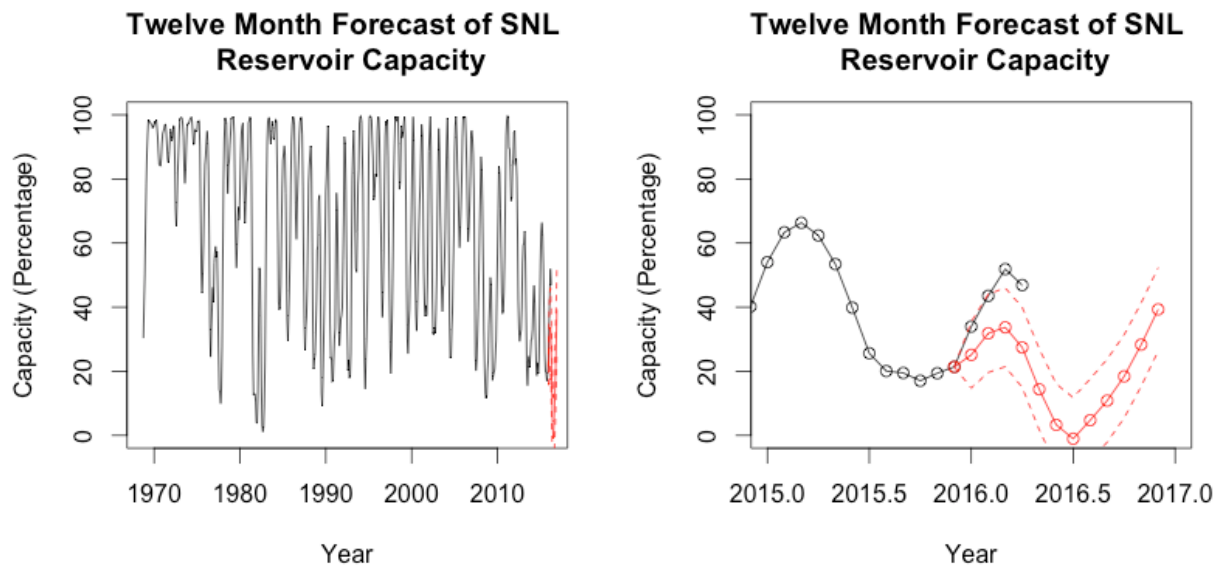 Twelve Month Forecast of SNL
Reservoir Capacity
Capacity (Percentage)
100
80
60
40
20
0
1970 1980 1990 2000 2010
Year
Twelve Month Forecast of SNL
Reservoir Capacity
Capacity (Percentage)
100
80
60
40
20
0
2015.0 2015.5 2016.0 2016.5 2017.0
Year